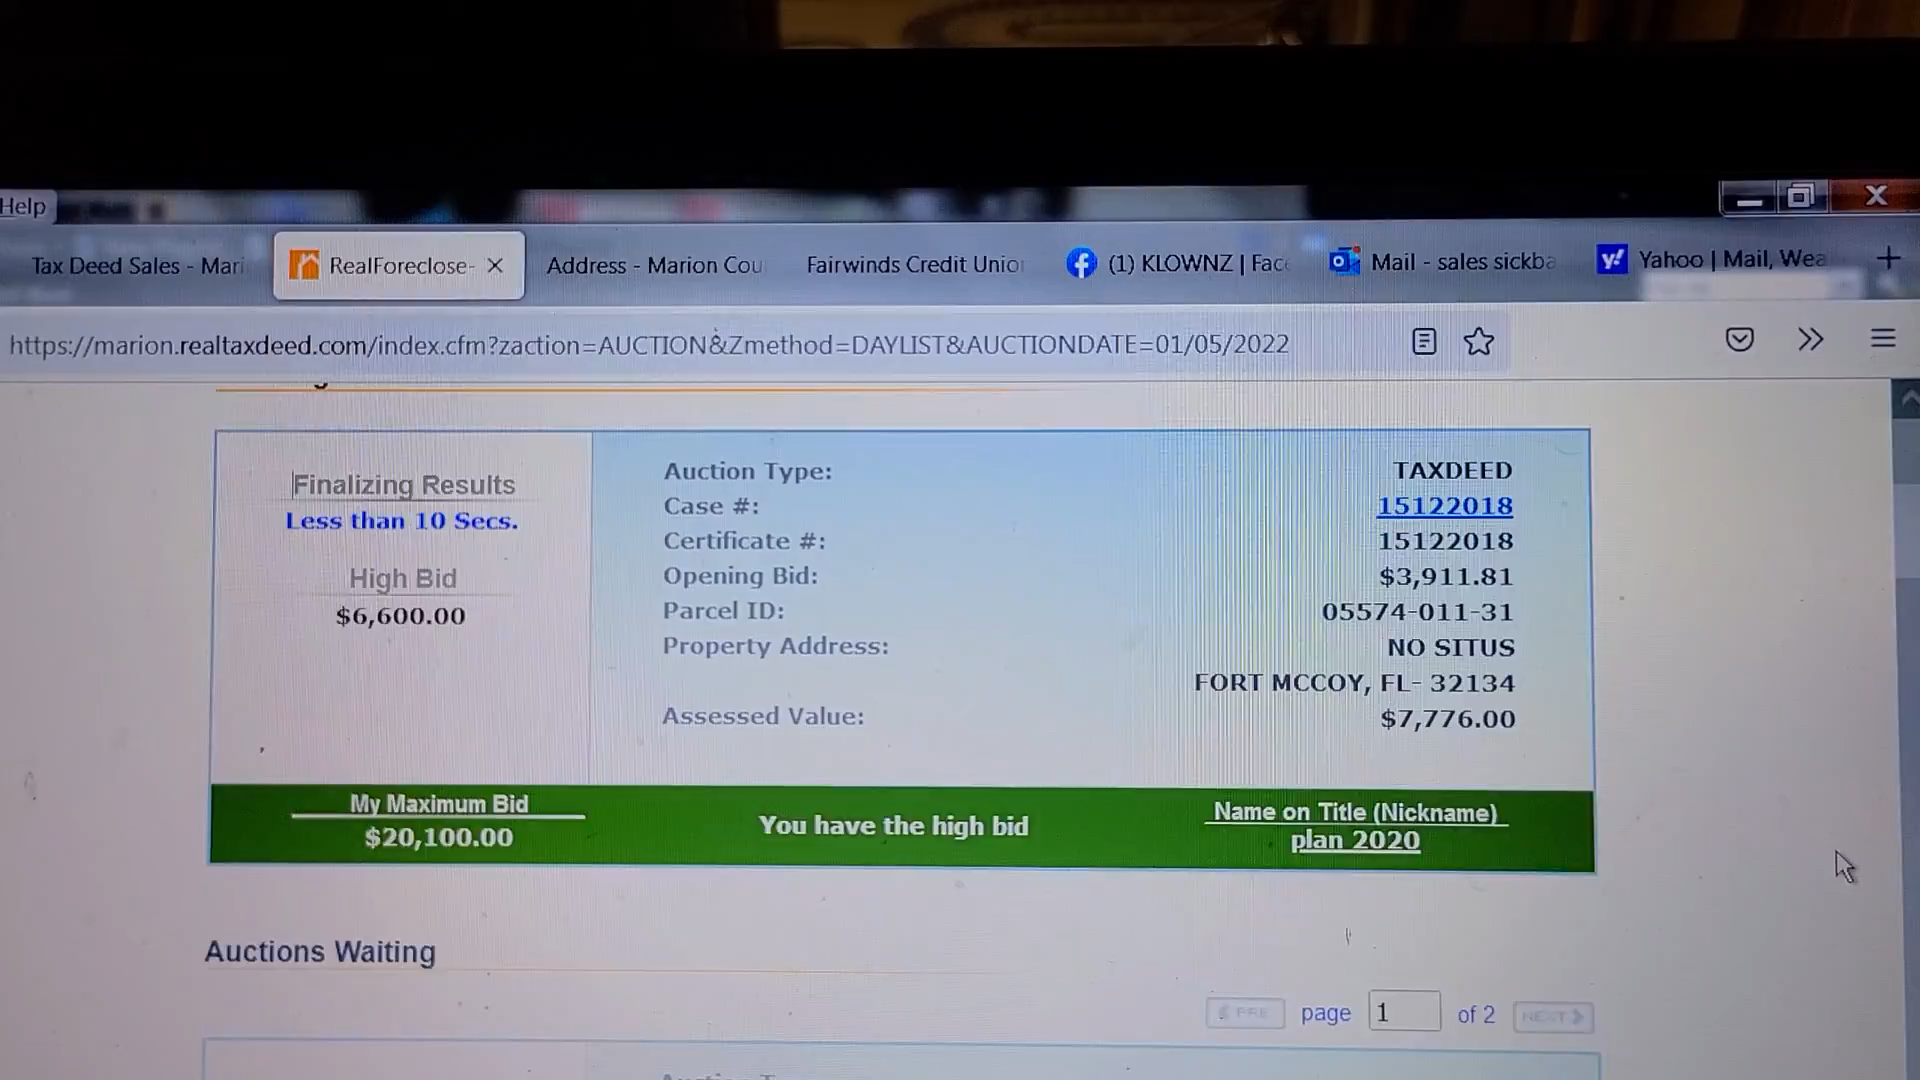 Help
Tax Deed Sales - Mari
RealForeclose-
Address - Marion Cou
Fairwinds Credit Unio
(1) KLOWNZ | Fac
Mail - sales sickba
Yahoo | Mail, Wea
https://marion.realtaxdeed.com/index.cfm?zaction=AUCTION&Zmethod=DAYLIST&AUCTIONDATE=01/05/2022
Finalizing Results
Less than 10 Secs.
High Bid
$6,600.00
Auction Type: TAXDEED
Case #: 15122018
Certificate #: 15122018
Opening Bid: $3,911.81
Parcel ID: 05574-011-31
Property Address: NO SITUS
FORT MCCOY, FL- 32134
Assessed Value: $7,776.00
My Maximum Bid
$20,100.00
You have the high bid
Name on Title (Nickname)
plan 2020
Auctions Waiting
PRE page 1 of 2 NEXT